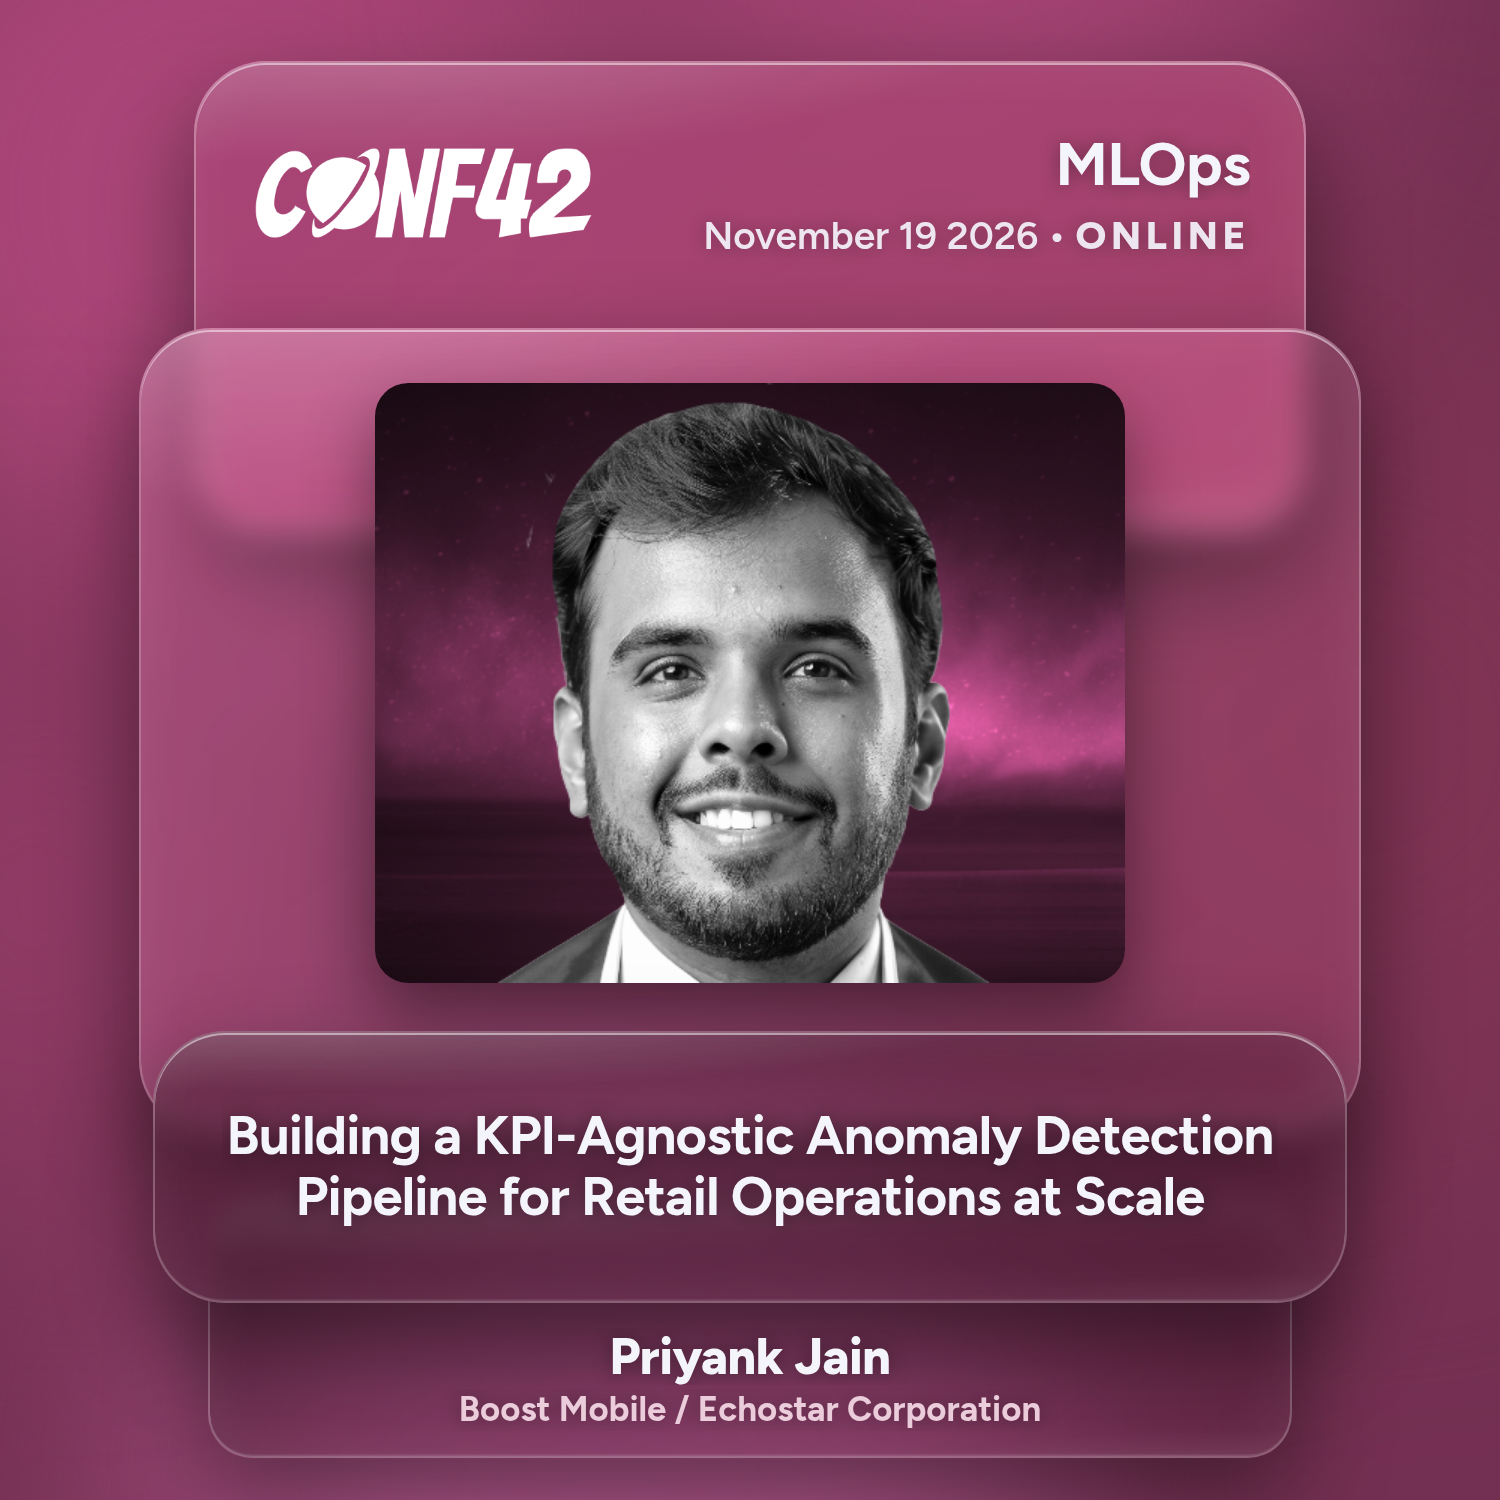 CONF42
MLOps
November 19 2026 • ONLINE
Building a KPI-Agnostic Anomaly Detection
Pipeline for Retail Operations at Scale
Priyank Jain
Boost Mobile / Echostar Corporation